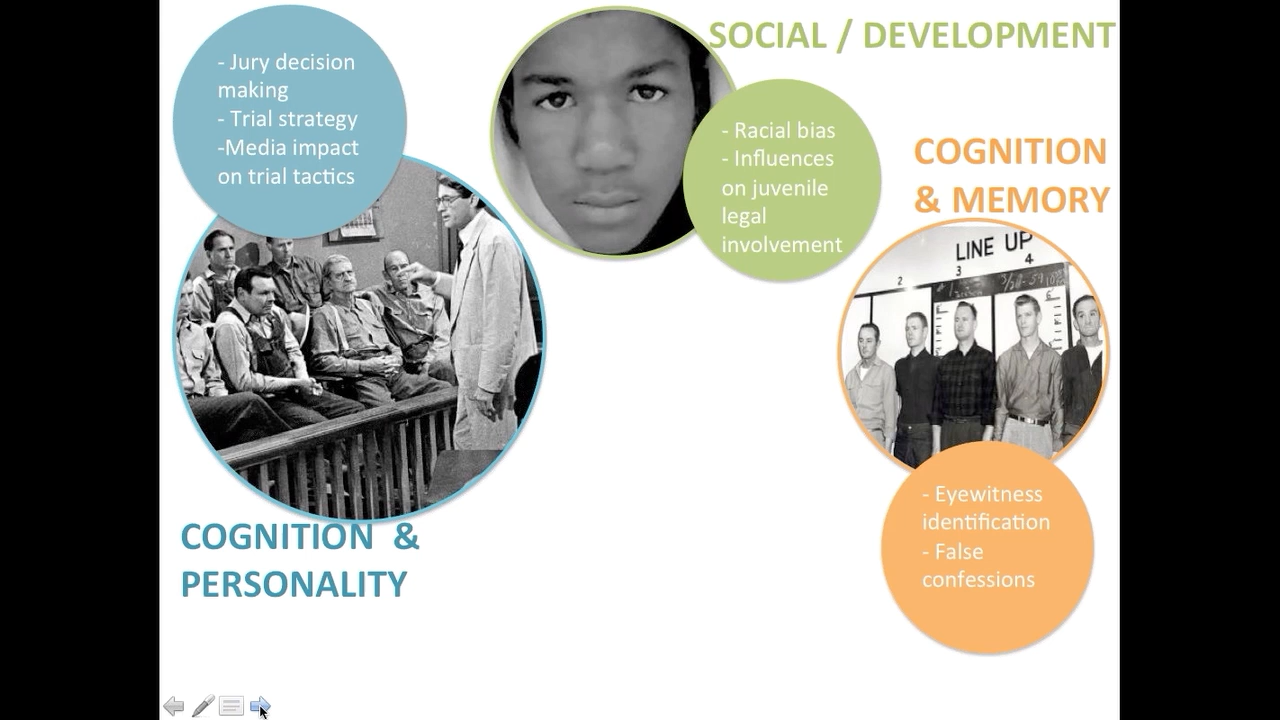 - Jury decision
making
- Trial strategy
-Media impact
on trial tactics
COGNITION &
PERSONALITY
SOCIAL / DEVELOPMENT
- Racial bias
- Influences
on juvenile
legal
involvement
COGNITION
& MEMORY
LINE UP
2
3
4
- Eyewitness
identification
- False
confessions